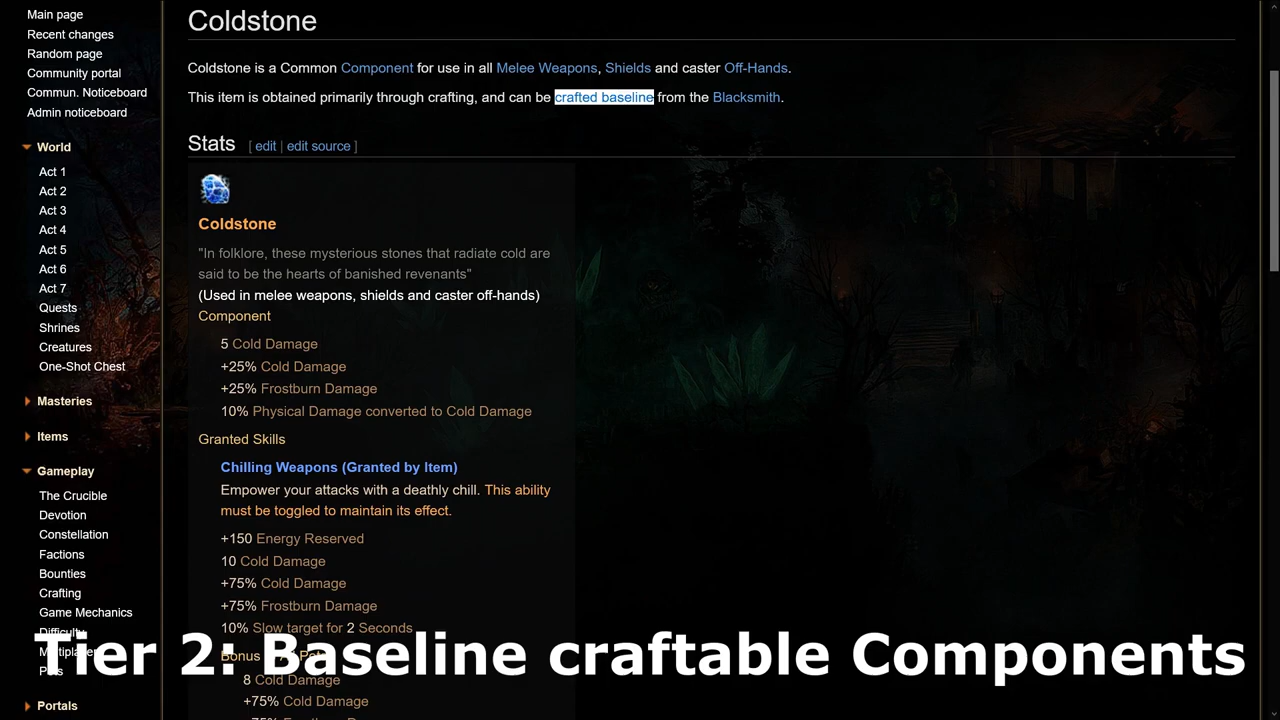 Main page
Recent changes
Random page
Community portal
Commun. Noticeboard
Admin noticeboard
World
Act 1
Act 2
Act 3
Act 4
Act 5
Act 6
Act 7
Quests
Shrines
Creatures
One-Shot Chest
Masteries
Items
Gameplay
The Crucible
Devotion
Constellation
Factions
Bounties
Crafting
Game Mechanics
Difficulty
Portals
Coldstone
Coldstone is a Common Component for use in all Melee Weapons, Shields and caster Off-Hands.
This item is obtained primarily through crafting, and can be crafted baseline from the Blacksmith.
Stats [ edit | edit source ]
Coldstone
"In folklore, these mysterious stones that radiate cold are
said to be the hearts of banished revenants"
(Used in melee weapons, shields and caster off-hands)
Component
5 Cold Damage
+25% Cold Damage
+25% Frostburn Damage
10% Physical Damage converted to Cold Damage
Granted Skills
Chilling Weapons (Granted by Item)
Empower your attacks with a deathly chill. This ability
must be toggled to maintain its effect.
+150 Energy Reserved
10 Cold Damage
+75% Cold Damage
+75% Frostburn Damage
10% Slow target for 2 Seconds
8 Cold Damage
+75% Cold Damage
Tier 2: Baseline craftable Components